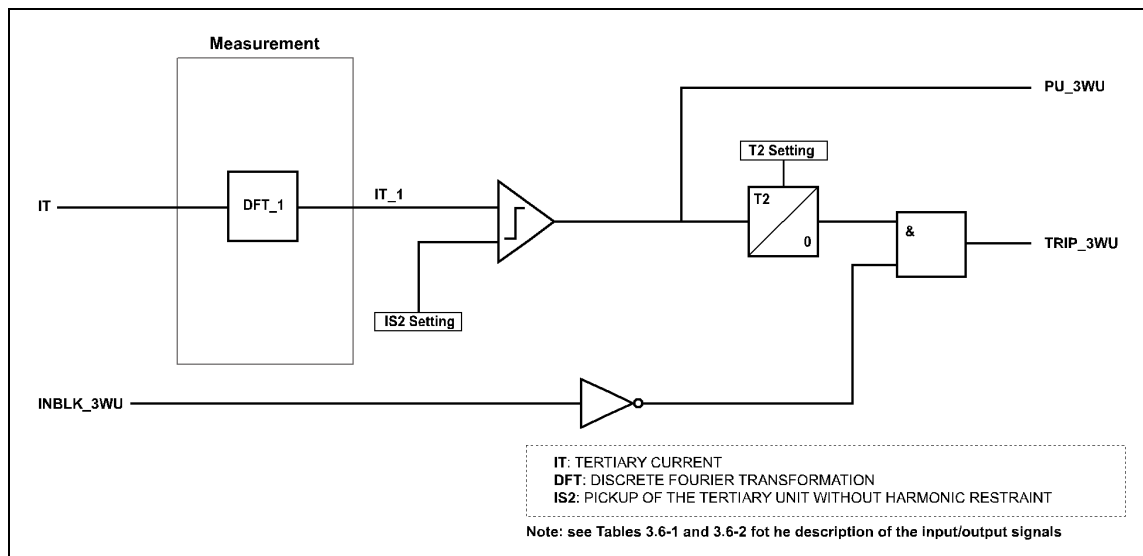 Measurement
PU_3WU
T2 Setting
IT
DFT_1
IT_1
T2
0
&
TRIP_3WU
IS2 Setting
INBLK_3WU
IT: TERTIARY CURRENT
DFT: DISCRETE FOURIER TRANSFORMATION
IS2: PICKUP OF THE TERTIARY UNIT WITHOUT HARMONIC RESTRAINT
Note: see Tables 3.6-1 and 3.6-2 fot he description of the input/output signals